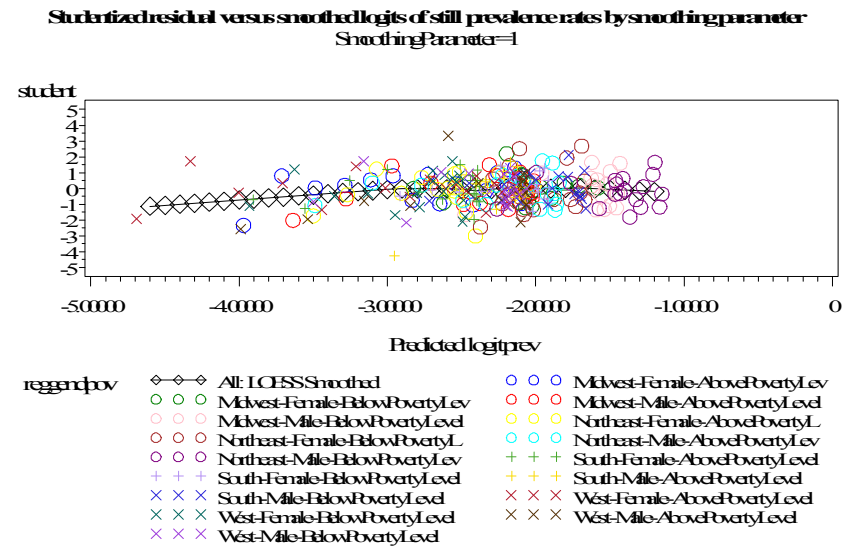 Studentized residual versus smoothed logits of still prevalence rates by smoothing parameter
SmoothingParameter=1
student
5
4
3
2
1
0
-1
-2
-3
-4
-5
-5.00000 -4.00000 -3.00000 -2.00000 -1.00000 0
Predicted logit prev
reggendpov
All: LOESS Smoothed
Midwest-Female-AbovePovertyLev
Midwest-Female-BelowPovertyLev
Midwest-Male-AbovePovertyLevel
Midwest-Male-BelowPovertyLevel
Northeast-Female-AbovePovertyL
Northeast-Female-BelowPovertyL
Northeast-Male-AbovePovertyLev
Northeast-Male-BelowPovertyLev
South-Female-AbovePovertyLevel
South-Female-BelowPovertyLevel
South-Male-AbovePovertyLevel
South-Male-BelowPovertyLevel
West-Female-AbovePovertyLevel
West-Female-BelowPovertyLevel
West-Male-AbovePovertyLevel
West-Male-BelowPovertyLevel